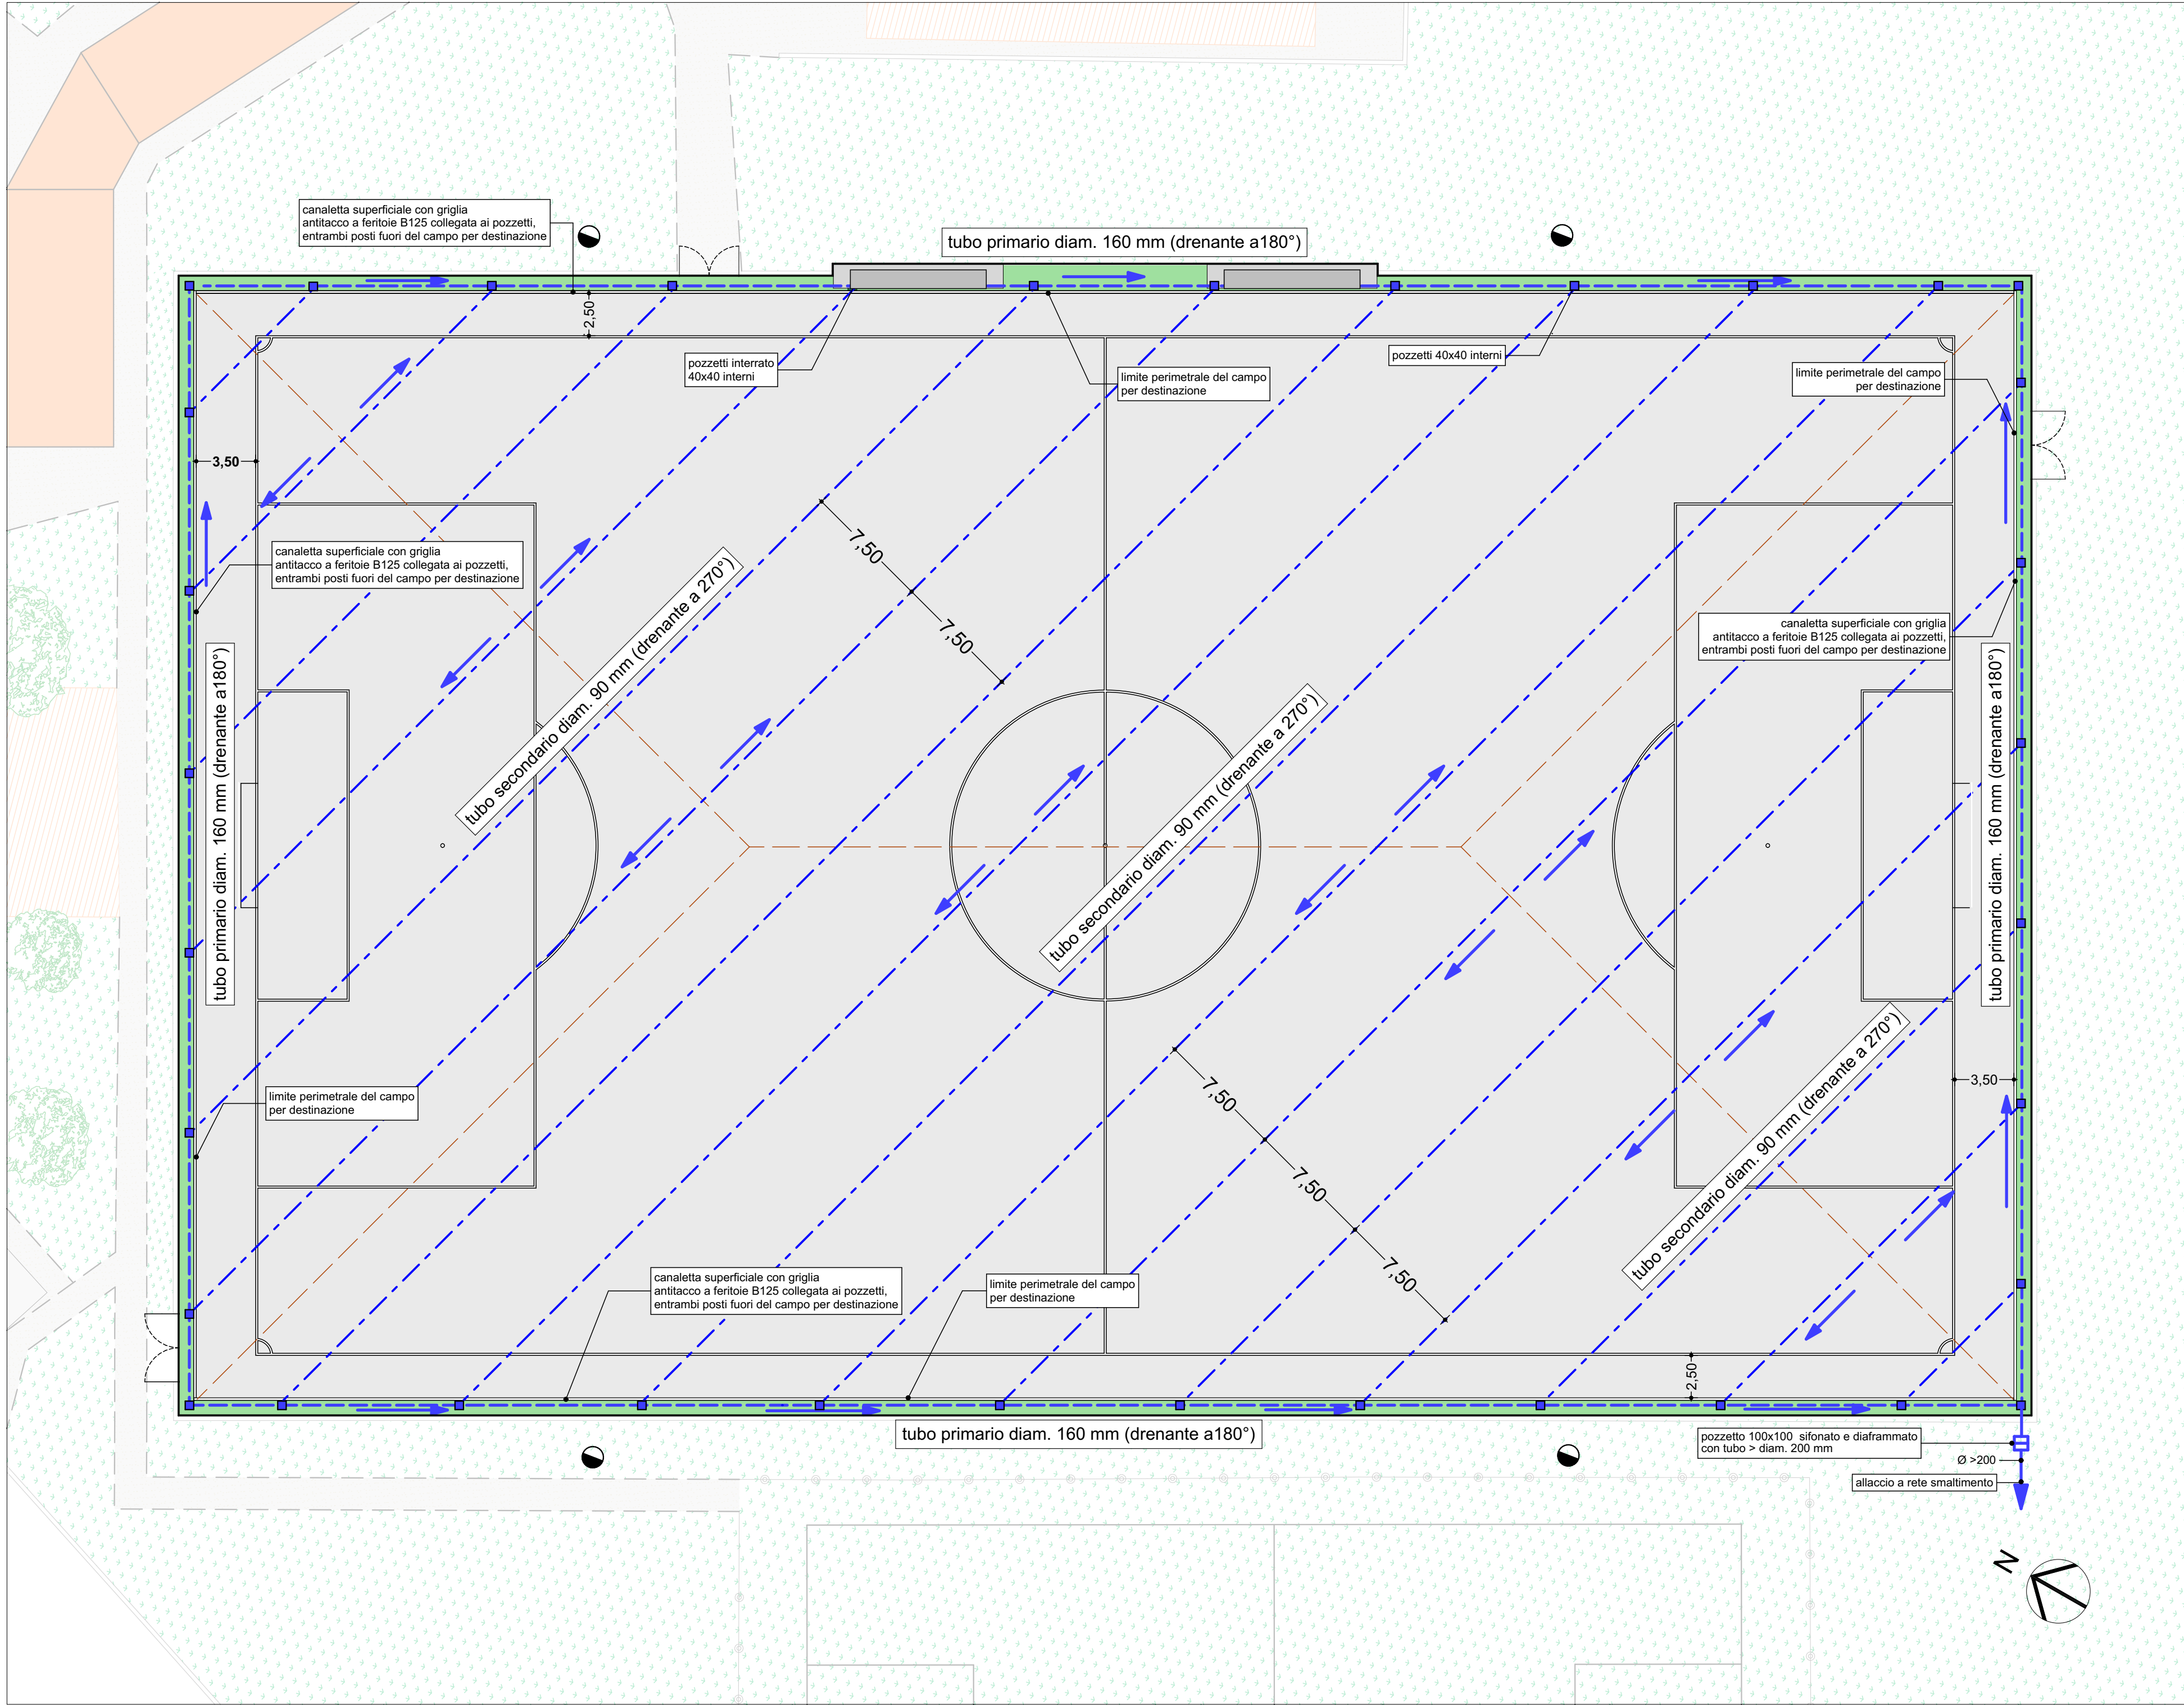 canaletta superficiale con griglia
antitacco a feritoie B125 collegata ai pozzetti,
entrambi posti fuori del campo per destinazione
tubo primario diam. 160 mm (drenante a180°)
2,50
pozzetti interrato
40x40 interni
limite perimetrale del campo
per destinazione
pozzetti 40x40 interni
limite perimetrale del campo
per destinazione
3,50
7,50
7,50
canaletta superficiale con griglia
antitacco a feritoie B125 collegata ai pozzetti,
entrambi posti fuori del campo per destinazione
tubo secondario diam. 90 mm (drenante a 270°)
canaletta superficiale con griglia
antitacco a feritoie B125 collegata ai pozzetti,
entrambi posti fuori del campo per destinazione
tubo primario diam. 160 mm (drenante a180°)
tubo secondario diam. 90 mm (drenante a 270°)
tubo primario diam. 160 mm (drenante a180°)
limite perimetrale del campo
per destinazione
7,50
7,50
7,50
3,50
tubo secondario diam. 90 mm (drenante a 270°)
canaletta superficiale con griglia
antitacco a feritoie B125 collegata ai pozzetti,
entrambi posti fuori del campo per destinazione
limite perimetrale del campo
per destinazione
2,50
tubo primario diam. 160 mm (drenante a180°)
pozzetto 100x100 sifonato e diaframmato
con tubo > diam. 200 mm
Ø >200
allaccio a rete smaltimento
N